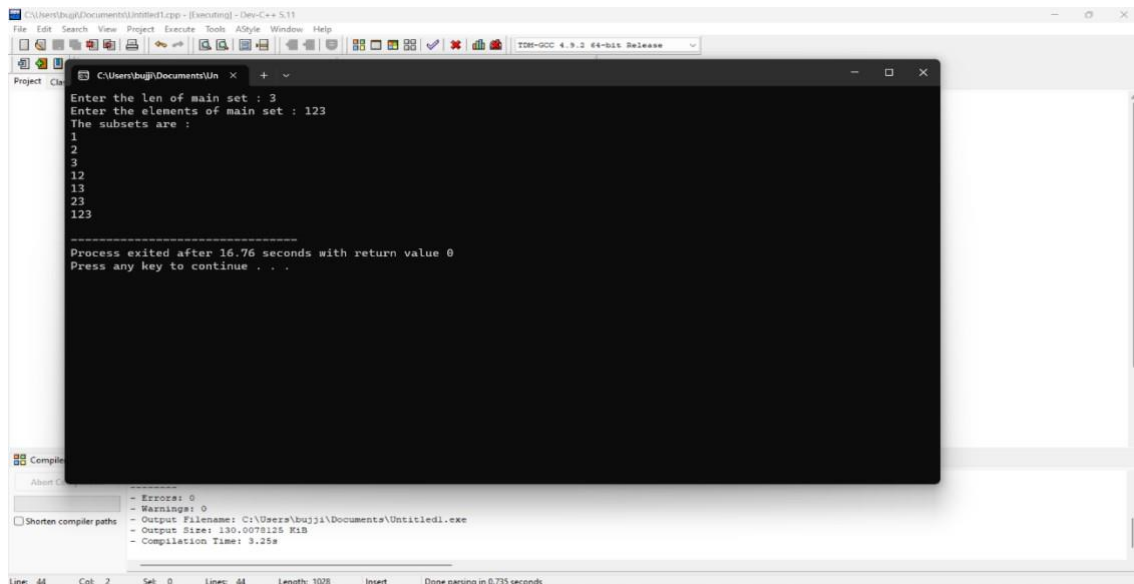 C:\Users\bujji\Documents\Untitled1.cpp - [Executing] - Dev-C++ 5.11
File Edit Search View Project Execute Tools AStyle Window Help
TDM-GCC 4.9.2 64-bit Release
Project Cla
C:\Users\bujji\Documents\Un
Enter the len of main set : 3
Enter the elements of main set : 123
The subsets are :
1
2
3
12
13
23
123
--------------------------------
Process exited after 16.76 seconds with return value 0
Press any key to continue . . .
Compile
Abort Co
Shorten compiler paths
--------
- Errors: 0
- Warnings: 0
- Output Filename: C:\Users\bujji\Documents\Untitled1.exe
- Output Size: 130.0078125 KiB
- Compilation Time: 3.25s
Line: 44 Col: 2 Sel: 0 Lines: 44 Length: 1028 Insert Done parsing in 0.735 seconds